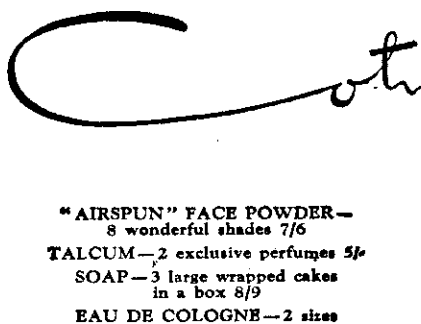 "AIRSPUN" FACE POWDER—
8 wonderful shades 7/6
TALCUM—2 exclusive perfumes 5/-
SOAP—3 large wrapped cakes
in a box 8/9
EAU DE COLOGNE—2 sizes